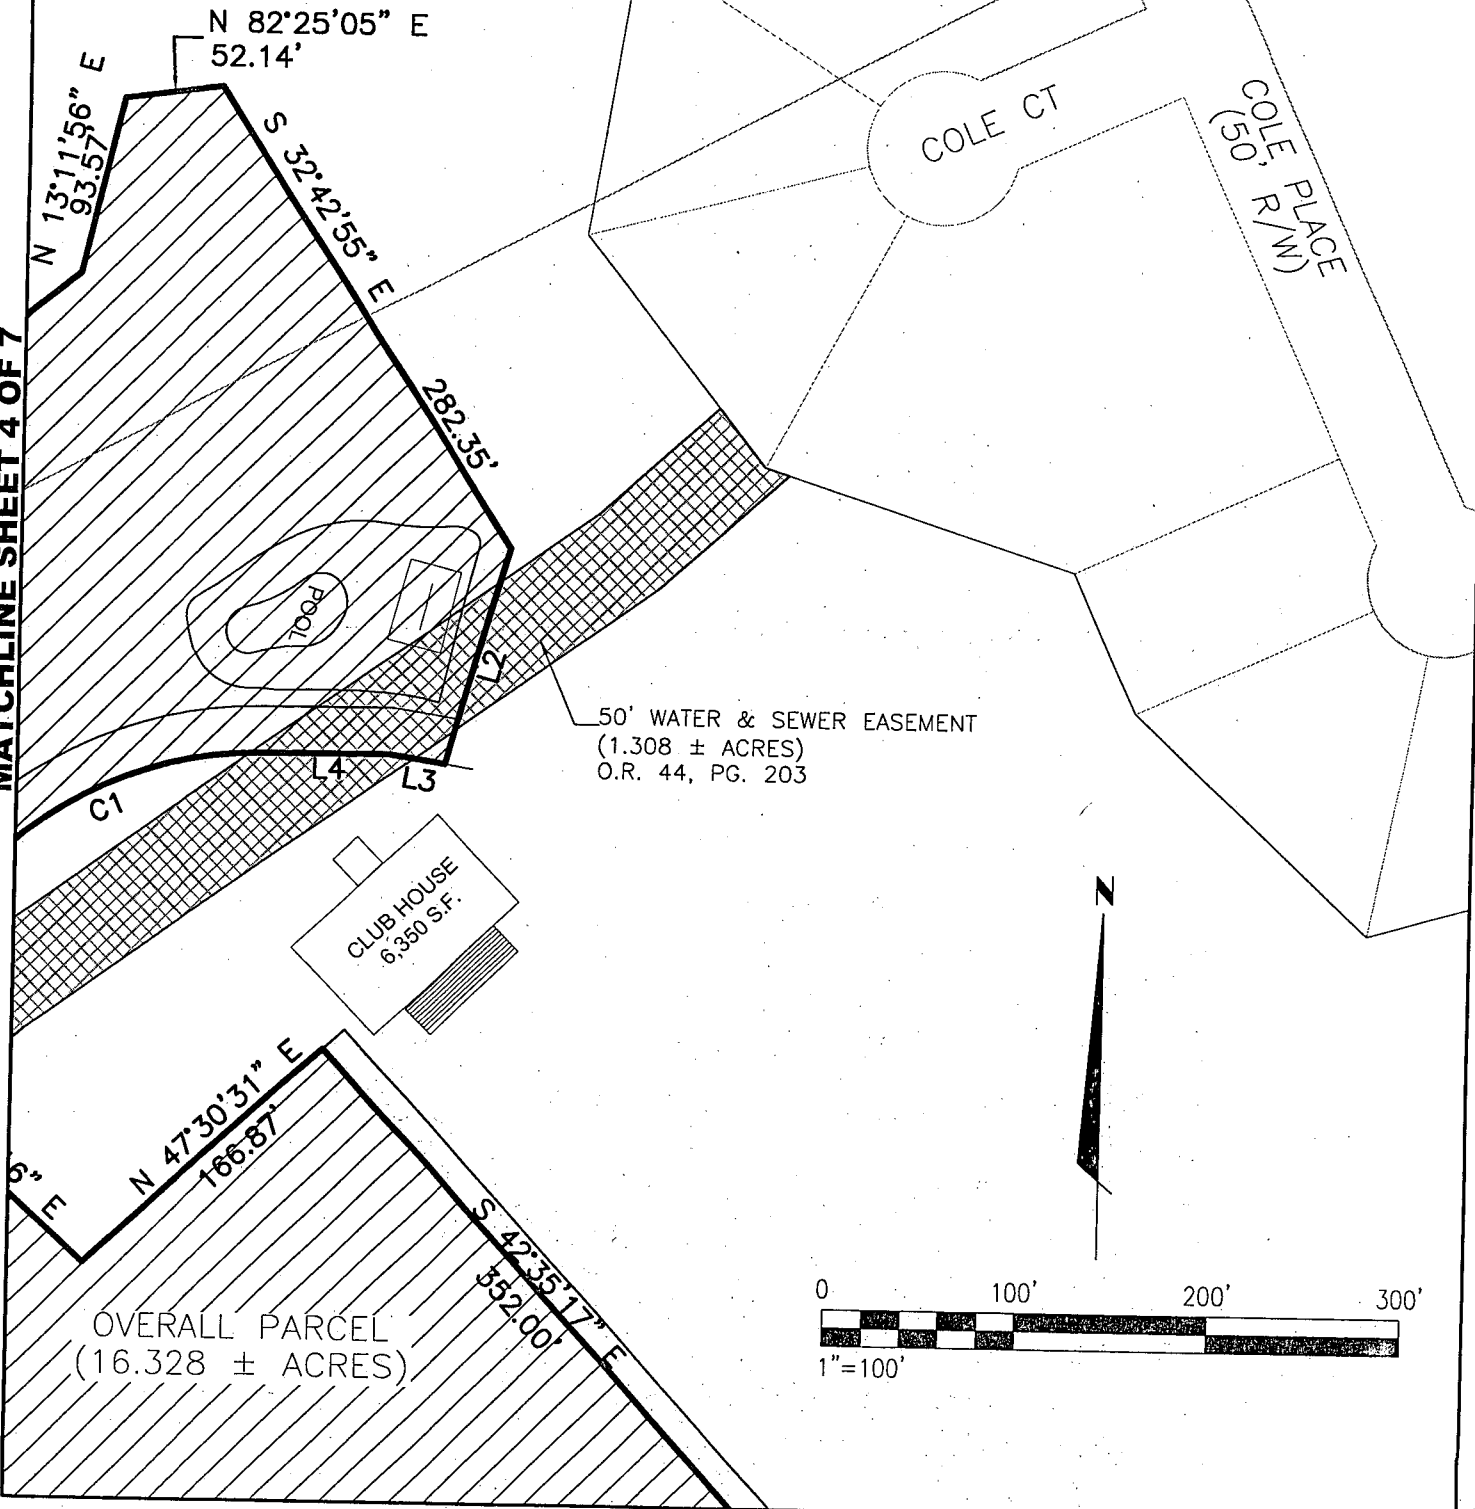 N 82°25'05" E
52.14'
N 13°11'56" E
93.57'
S 32°42'55" E
282.35'
COLE CT
COLE PLACE
(50' R/W)
MATCHLINE SHEET 4 OF 7
POOL
L2
50' WATER & SEWER EASEMENT
(1.308 ± ACRES)
O.R. 44, PG. 203
L4
L3
C1
CLUB HOUSE
6,350 S.F.
N
N 47°30'31" E
166.87'
6" E
S 42°35'17" E
352.00'
OVERALL PARCEL
(16.328 ± ACRES)
0 100' 200' 300'
1"=100'